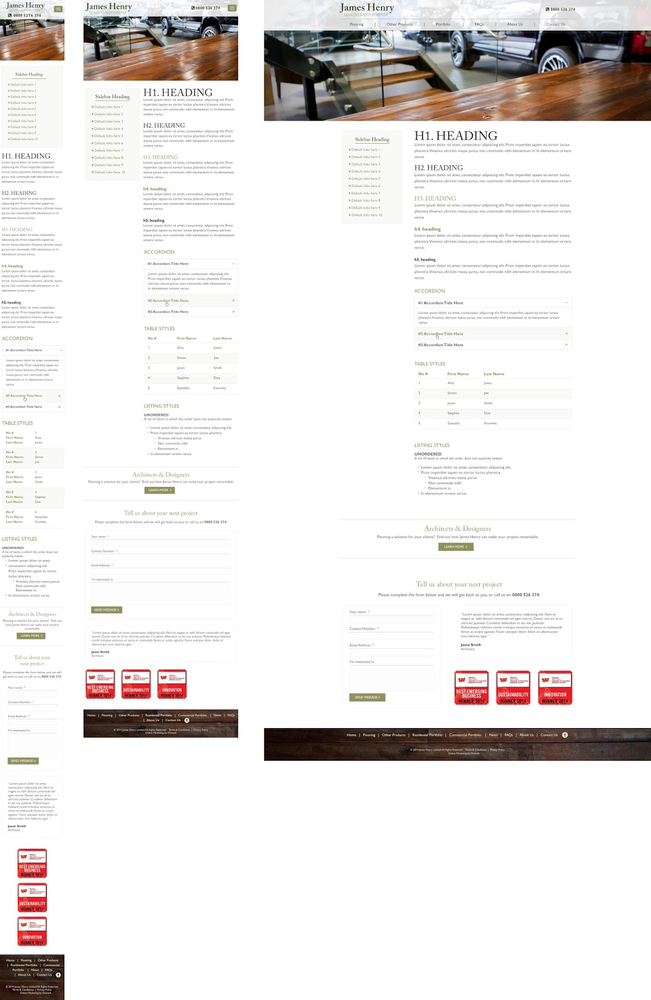 James Henry
QUALITY LASTS FOREVER
0800 52T6 374
Sidebar Heading
» Default links here 1
» Default links here 2
» Default links here 3
» Default links here 4
» Default links here 5
» Default links here 6
» Default links here 7
» Default links here 8
» Default links here 9
» Default links here 10
H1. HEADING
Lorem ipsum dolor sit amet, consectetur
adipiscing elit. Proin imperdiet sapien eu
tortor luctus pharetra. Vivamus ultricies massa
purus, non commodo nibh elementum in. In
elementum ornare varius.
H2. HEADING
Lorem ipsum dolor sit amet, consectetur
adipiscing elit. Proin imperdiet sapien eu
tortor luctus pharetra. Vivamus ultricies massa
purus, non commodo nibh elementum in. In
elementum ornare varius.
H3. HEADING
Lorem ipsum dolor sit amet, consectetur
adipiscing elit. Proin imperdiet sapien eu
tortor luctus pharetra. Vivamus ultricies massa
purus, non commodo nibh elementum in. In
elementum ornare varius.
h4. heading
Lorem ipsum dolor sit amet, consectetur
adipiscing elit. Proin imperdiet sapien eu
tortor luctus pharetra. Vivamus ultricies massa
purus, non commodo nibh elementum in. In
elementum ornare varius.
h5. heading
Lorem ipsum dolor sit amet, consectetur
adipiscing elit. Proin imperdiet sapien eu
tortor luctus pharetra. Vivamus ultricies massa
purus, non commodo nibh elementum in. In
elementum ornare varius.
ACCORDION
#1 Accordion Title Here −
Lorem ipsum dolor sit amet, consectetur
adipiscing elit. Proin imperdiet sapien eu
tortor luctus pharetra. Vivamus ultricies
massa purus, non commodo nibh
elementum in. In elementum ornare
varius.
#2 Accordion Title Here +
#3 Accordion Title Here +
TABLE STYLES
No # 1
First Name Amy
Last Name Jones
No # 2
First Name Simon
Last Name Joe
No # 3
First Name Jason
Last Name Smith
No # 4
First Name Stephen
Last Name Doe
No # 5
First Name Samantha
Last Name Knowles
LISTING STYLES
UNORDERED
A list of items in which the order does not
explicitly matter.
• Lorem ipsum dolor sit amet,
• consectetur adipiscing elit.
Proin imperdiet sapien eu tortor
luctus pharetra.
• Vivamus ultricies massa purus
Non commodo nibh
Elementum in.
• In elementum ornare varius.
Architects & Designers
Planning a solution for your clients? Find out
how James Henry can make your project
remarkable.
LEARN MORE »
Tell us about your
next project
Please complete the form below and we will
get back to you, or call us on 0800 526 374.
Your name: *
Contact Number: *
Email Address: *
I'm interested in:
SEND MESSAGE »
"Lorem ipsum dolor sit amet,
consectetur adipiscing elit. Nam et
magna ac nibh dictum convallis vel
eget mauris. Donec non ex id mi
ultricies pulvinar. Curabitur bibendum
in dui nec pulvinar. Pellentesque
habitant morbi tristique senectus et
netus et malesuada fames ac turpis
egestas. Fusce volutpat dolor dolor, et
ullamcorper erat lobortis eget."
Jason Smith
Architect
BEST EMERGING
BUSINESS
WINNER 2014
SUSTAINABILITY
WINNER 2014
INNOVATION
WINNER 2014
Home | Flooring | Other Products
| Residential Portfolio | Commercial
Portfolio | News | FAQs
| About Us | Contact Us f
© 2014 James Henry Limited All Rights Reserved.
Terms & Conditions | Privacy Policy
Online Marketing by Ocmark
James Henry
QUALITY LASTS FOREVER
0800 526 374
Sidebar Heading
» Default links here 1
» Default links here 2
» Default links here 3
» Default links here 4
» Default links here 5
» Default links here 6
» Default links here 7
» Default links here 8
» Default links here 9
» Default links here 10
H1. HEADING
Lorem ipsum dolor sit amet, consectetur adipiscing elit. Proin
imperdiet sapien eu tortor luctus pharetra. Vivamus ultricies
massa purus, non commodo nibh elementum in. In elementum
ornare varius.
H2. HEADING
Lorem ipsum dolor sit amet, consectetur adipiscing elit. Proin
imperdiet sapien eu tortor luctus pharetra. Vivamus ultricies
massa purus, non commodo nibh elementum in. In elementum
ornare varius.
H3. HEADING
Lorem ipsum dolor sit amet, consectetur adipiscing elit. Proin
imperdiet sapien eu tortor luctus pharetra. Vivamus ultricies
massa purus, non commodo nibh elementum in. In elementum
ornare varius.
h4. heading
Lorem ipsum dolor sit amet, consectetur adipiscing elit. Proin
imperdiet sapien eu tortor luctus pharetra. Vivamus ultricies
massa purus, non commodo nibh elementum in. In elementum
ornare varius.
h5. heading
Lorem ipsum dolor sit amet, consectetur adipiscing elit. Proin
imperdiet sapien eu tortor luctus pharetra. Vivamus ultricies
massa purus, non commodo nibh elementum in. In elementum
ornare varius.
ACCORDION
#1 Accordion Title Here −
Lorem ipsum dolor sit amet, consectetur adipiscing elit.
Proin imperdiet sapien eu tortor luctus pharetra. Vivamus
ultricies massa purus, non commodo nibh elementum in.
In elementum ornare varius.
#2 Accordion Title Here +
#3 Accordion Title Here +
TABLE STYLES
No # First Name Last Name
1 Amy Jones
2 Simon Joe
3 Jason Smith
4 Stephen Doe
5 Samatha Knowles
LISTING STYLES
UNORDERED
A list of items in which the order does not explicitly matter.
• Lorem ipsum dolor sit amet, consectetur adipiscing elit.
• Proin imperdiet sapien eu tortor luctus pharetra.
• Vivamus ultricies massa purus
• Non commodo nibh
• Elementum in.
• In elementum ornare varius.
Architects & Designers
Planning a solution for your clients? Find out how James Henry can make your project remarkable.
LEARN MORE »
Tell us about your next project
Please complete the form below and we will get back to you, or call us on 0800 526 374.
Your name: *
Contact Number: *
Email Address: *
I'm interested in:
SEND MESSAGE »
"Lorem ipsum dolor sit amet, consectetur adipiscing elit. Nam et magna ac nibh dictum convallis vel
eget mauris. Donec non ex id mi ultricies pulvinar. Curabitur bibendum in dui nec pulvinar. Pellentesque habitant
morbi tristique senectus et netus et malesuada fames ac turpis egestas. Fusce volutpat dolor dolor, et
ullamcorper erat lobortis eget."
Jason Smith
Architect
BEST EMERGING
BUSINESS
WINNER 2014
SUSTAINABILITY
WINNER 2014
INNOVATION
WINNER 2014
Home | Flooring | Other Products | Residential Portfolio | Commercial Portfolio | News | FAQs
| About Us | Contact Us f
© 2014 James Henry Limited All Rights Reserved. Terms & Conditions | Privacy Policy
Online Marketing by Ocmark
James Henry
QUALITY LASTS FOREVER
0800 526 374
Flooring | Other Products | Portfolio | FAQs | About Us | Contact Us
Sidebar Heading
» Default links here 1
» Default links here 2
» Default links here 3
» Default links here 4
» Default links here 5
» Default links here 6
» Default links here 7
» Default links here 8
» Default links here 9
» Default links here 10
H1. HEADING
Lorem ipsum dolor sit amet, consectetur adipiscing elit. Proin imperdiet sapien eu tortor luctus
pharetra. Vivamus ultricies massa purus, non commodo nibh elementum in. In elementum ornare
varius.
H2. HEADING
Lorem ipsum dolor sit amet, consectetur adipiscing elit. Proin imperdiet sapien eu tortor luctus
pharetra. Vivamus ultricies massa purus, non commodo nibh elementum in. In elementum ornare
varius.
H3. HEADING
Lorem ipsum dolor sit amet, consectetur adipiscing elit. Proin imperdiet sapien eu tortor luctus
pharetra. Vivamus ultricies massa purus, non commodo nibh elementum in. In elementum ornare
varius.
h4. heading
Lorem ipsum dolor sit amet, consectetur adipiscing elit. Proin imperdiet sapien eu tortor luctus
pharetra. Vivamus ultricies massa purus, non commodo nibh elementum in. In elementum ornare
varius.
h5. heading
Lorem ipsum dolor sit amet, consectetur adipiscing elit. Proin imperdiet sapien eu tortor luctus
pharetra. Vivamus ultricies massa purus, non commodo nibh elementum in. In elementum ornare
varius.
ACCORDION
#1 Accordion Title Here −
Lorem ipsum dolor sit amet, consectetur adipiscing elit. Proin imperdiet sapien eu tortor
luctus pharetra. Vivamus ultricies massa purus, non commodo nibh elementum in. In elementum ornare
varius.
#2 Accordion Title Here +
#3 Accordion Title Here +
TABLE STYLES
No # First Name Last Name
1 Amy Jones
2 Simon Joe
3 Jason Smith
4 Stephen Doe
5 Samatha Knowles
LISTING STYLES
UNORDERED
A list of items in which the order does not explicitly matter.
• Lorem ipsum dolor sit amet, consectetur adipiscing elit.
• Proin imperdiet sapien eu tortor luctus pharetra.
• Vivamus ultricies massa purus
• Non commodo nibh
• Elementum in.
• In elementum ornare varius.
Architects & Designers
Planning a solution for your clients? Find out how James Henry can make your project remarkable.
LEARN MORE »
Tell us about your next project
Please complete the form below and we will get back to you, or call us on 0800 526 374.
Your name: *
Contact Number: *
Email Address: *
I'm interested in:
SEND MESSAGE »
"Lorem ipsum dolor sit amet, consectetur adipiscing elit. Nam et
magna ac nibh dictum convallis vel eget mauris. Donec non ex id mi
ultricies pulvinar. Curabitur bibendum in dui nec pulvinar. Pellentesque
habitant morbi tristique senectus et netus et malesuada
fames ac turpis egestas. Fusce volutpat dolor dolor, et
ullamcorper erat lobortis eget."
Jason Smith
Architect
BEST EMERGING
BUSINESS
WINNER 2014
SUSTAINABILITY
WINNER 2014
INNOVATION
WINNER 2014
Home | Flooring | Other Products | Residential Portfolio | Commercial Portfolio | News | FAQs | About Us | Contact Us f
© 2014 James Henry Limited All Rights Reserved. Terms & Conditions | Privacy Policy
Online Marketing by Ocmark